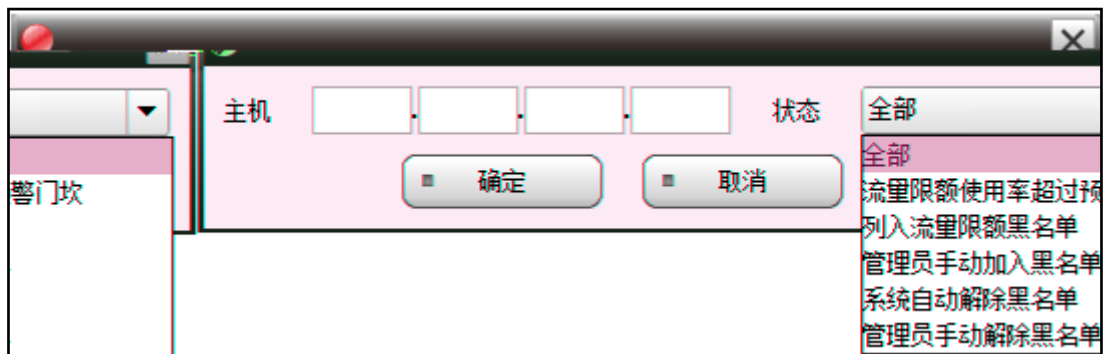 主机 . . . 状态 全部
确定 取消
全部
警门坎
流量限额使用率超过预
列入流量限额黑名单
管理员手动加入黑名单
系统自动解除黑名单
管理员手动解除黑名单